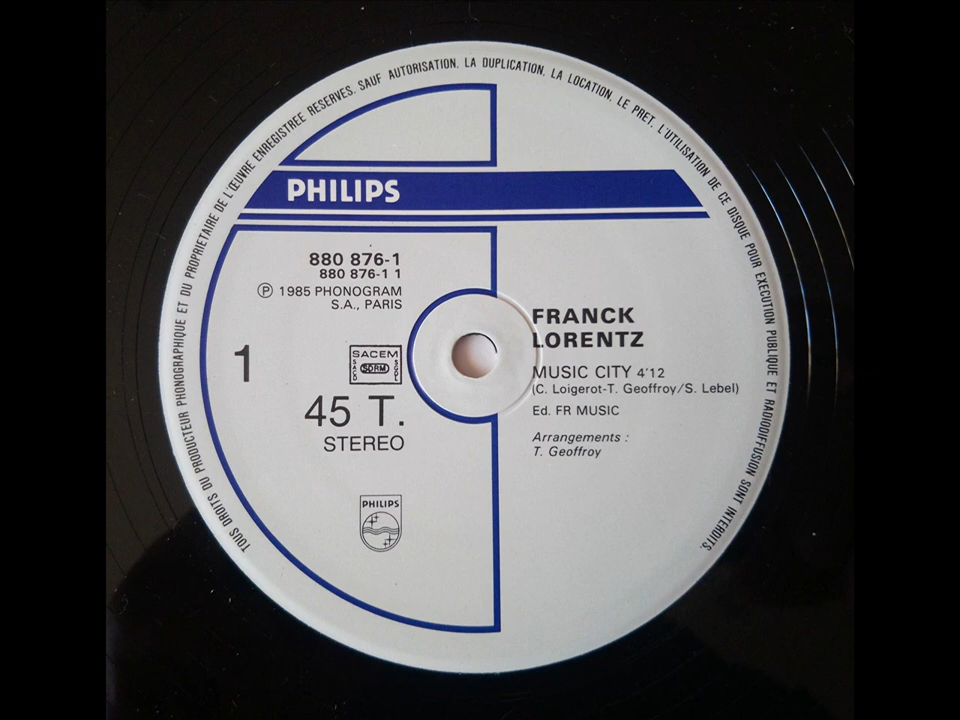 TOUS DROITS DU PRODUCTEUR PHONOGRAPHIQUE ET DU PROPRIETAIRE DE L'ŒUVRE ENREGISTREE RESERVES. SAUF AUTORISATION, LA DUPLICATION, LA LOCATION, LE PRET, L'UTILISATION DE CE DISQUE POUR EXECUTION PUBLIQUE ET RADIODIFFUSION SONT INTERDITS.
PHILIPS
880 876-1
880 876-1 1
℗ 1985 PHONOGRAM
S.A., PARIS
1
SACEM
SACD SDRM SGDL
45 T.
STEREO
PHILIPS
FRANCK
LORENTZ
MUSIC CITY 4'12
(C. Loigerot-T. Geoffroy/S. Lebel)
Ed. FR MUSIC
Arrangements :
T. Geoffroy